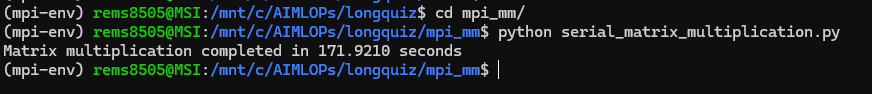 (mpi-env) rems8505@MSI:/mnt/c/AIMLOPs/longquiz$ cd mpi_mm/
(mpi-env) rems8505@MSI:/mnt/c/AIMLOPs/longquiz/mpi_mm$ python serial_matrix_multiplication.py
Matrix multiplication completed in 171.9210 seconds
(mpi-env) rems8505@MSI:/mnt/c/AIMLOPs/longquiz/mpi_mm$